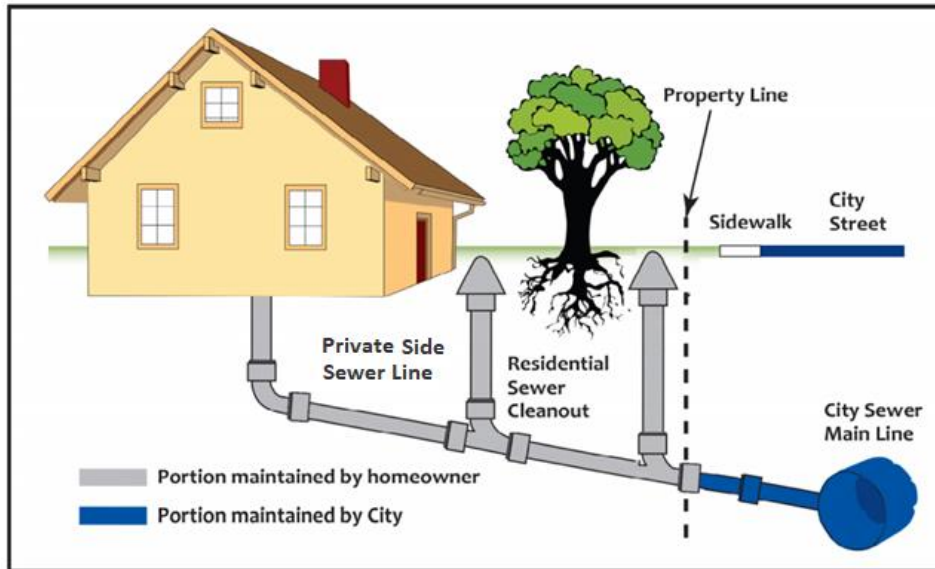 Property Line
Sidewalk
City
Street
Private Side
Sewer Line
Residential
Sewer
Cleanout
City Sewer
Main Line
Portion maintained by homeowner
Portion maintained by City